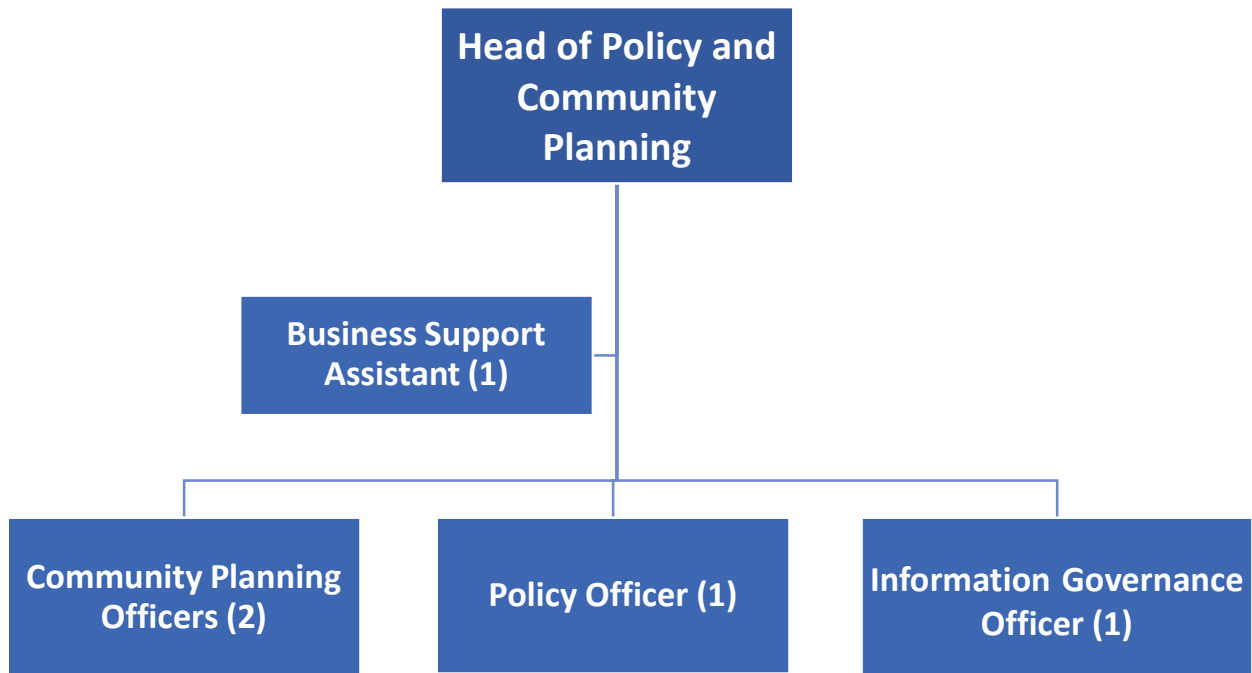 Head of Policy and
Community
Planning
Business Support
Assistant (1)
Community Planning
Officers (2)
Policy Officer (1)
Information Governance
Officer (1)